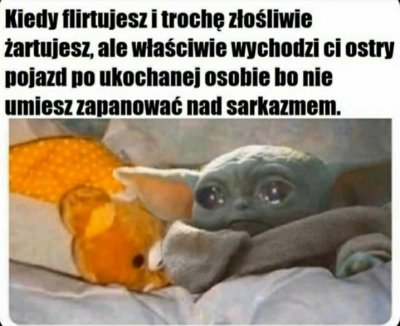 Kiedy flirtujesz i trochę złośliwie
żartujesz, ale właściwie wychodzi ci ostry
pojazd po ukochanej osobie bo nie
umiesz zapanować nad sarkazmem.